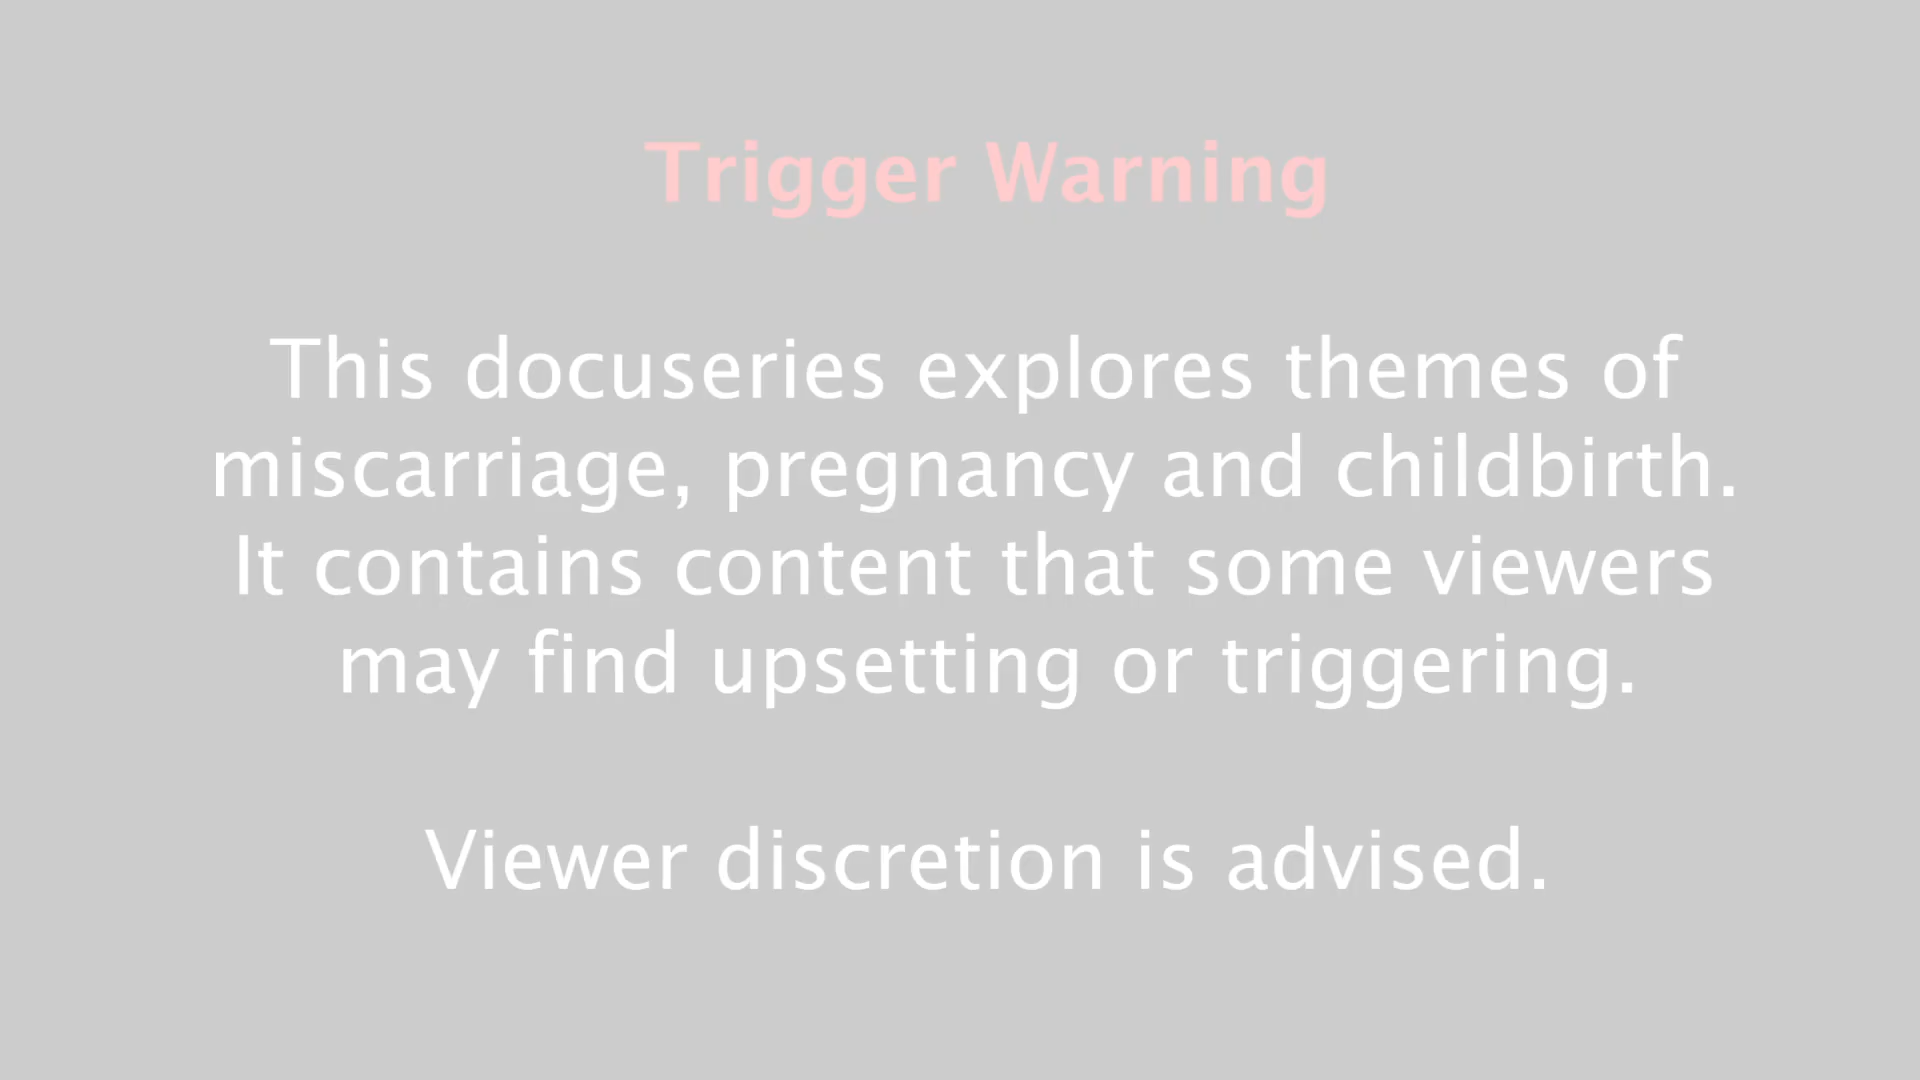 Trigger Warning
This docuseries explores themes of
miscarriage, pregnancy and childbirth.
It contains content that some viewers
may find upsetting or triggering.
Viewer discretion is advised.